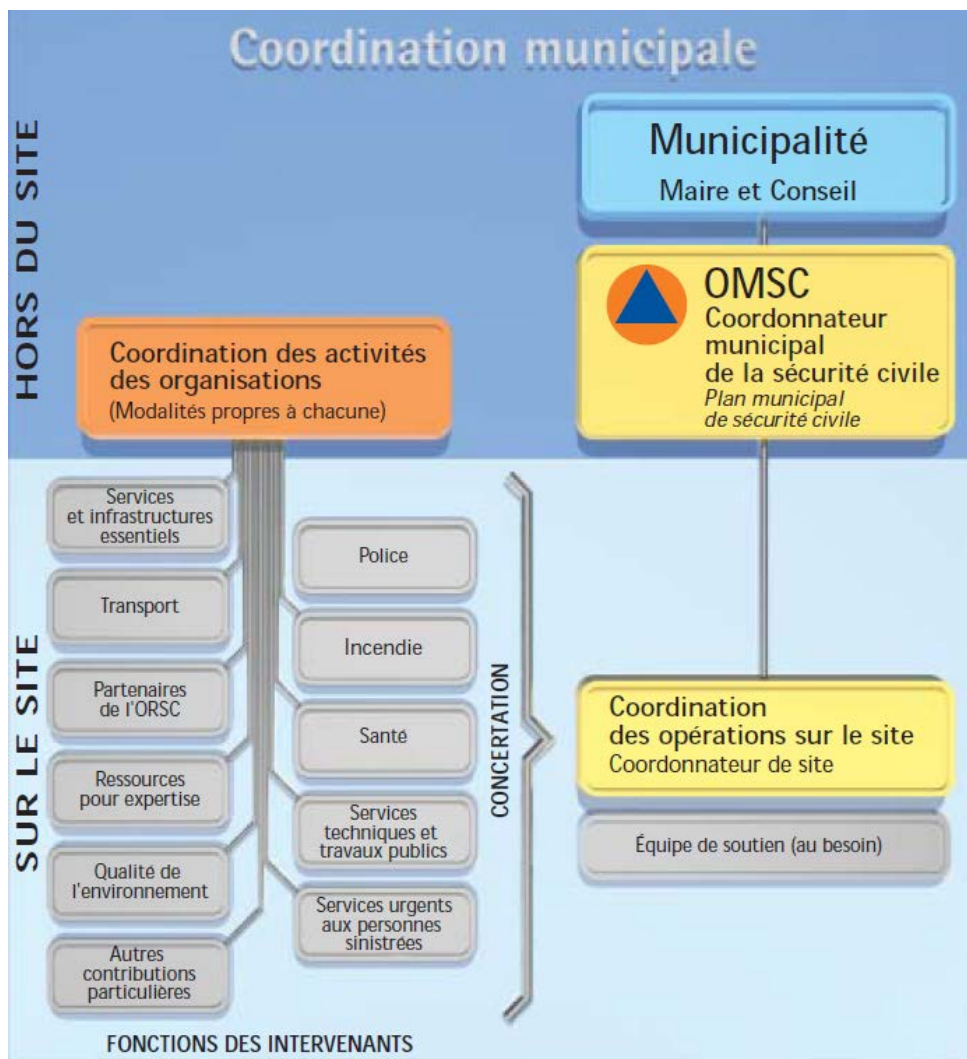 Coordination municipale
HORS DU SITE
Municipalité
Maire et Conseil
OMSC
Coordonnateur
municipal
de la sécurité civile
Plan municipal
de sécurité civile
Coordination des activités
des organisations
(Modalités propres à chacune)
SUR LE SITE
Services
et infrastructures
essentiels
Transport
Partenaires
de l'ORSC
Ressources
pour expertise
Qualité de
l'environnement
Autres
contributions
particulières
Police
Incendie
Santé
Services
techniques et
travaux publics
Services urgents
aux personnes
sinistrées
CONCERTATION
Coordination
des opérations sur le site
Coordonnateur de site
Équipe de soutien (au besoin)
FONCTIONS DES INTERVENANTS